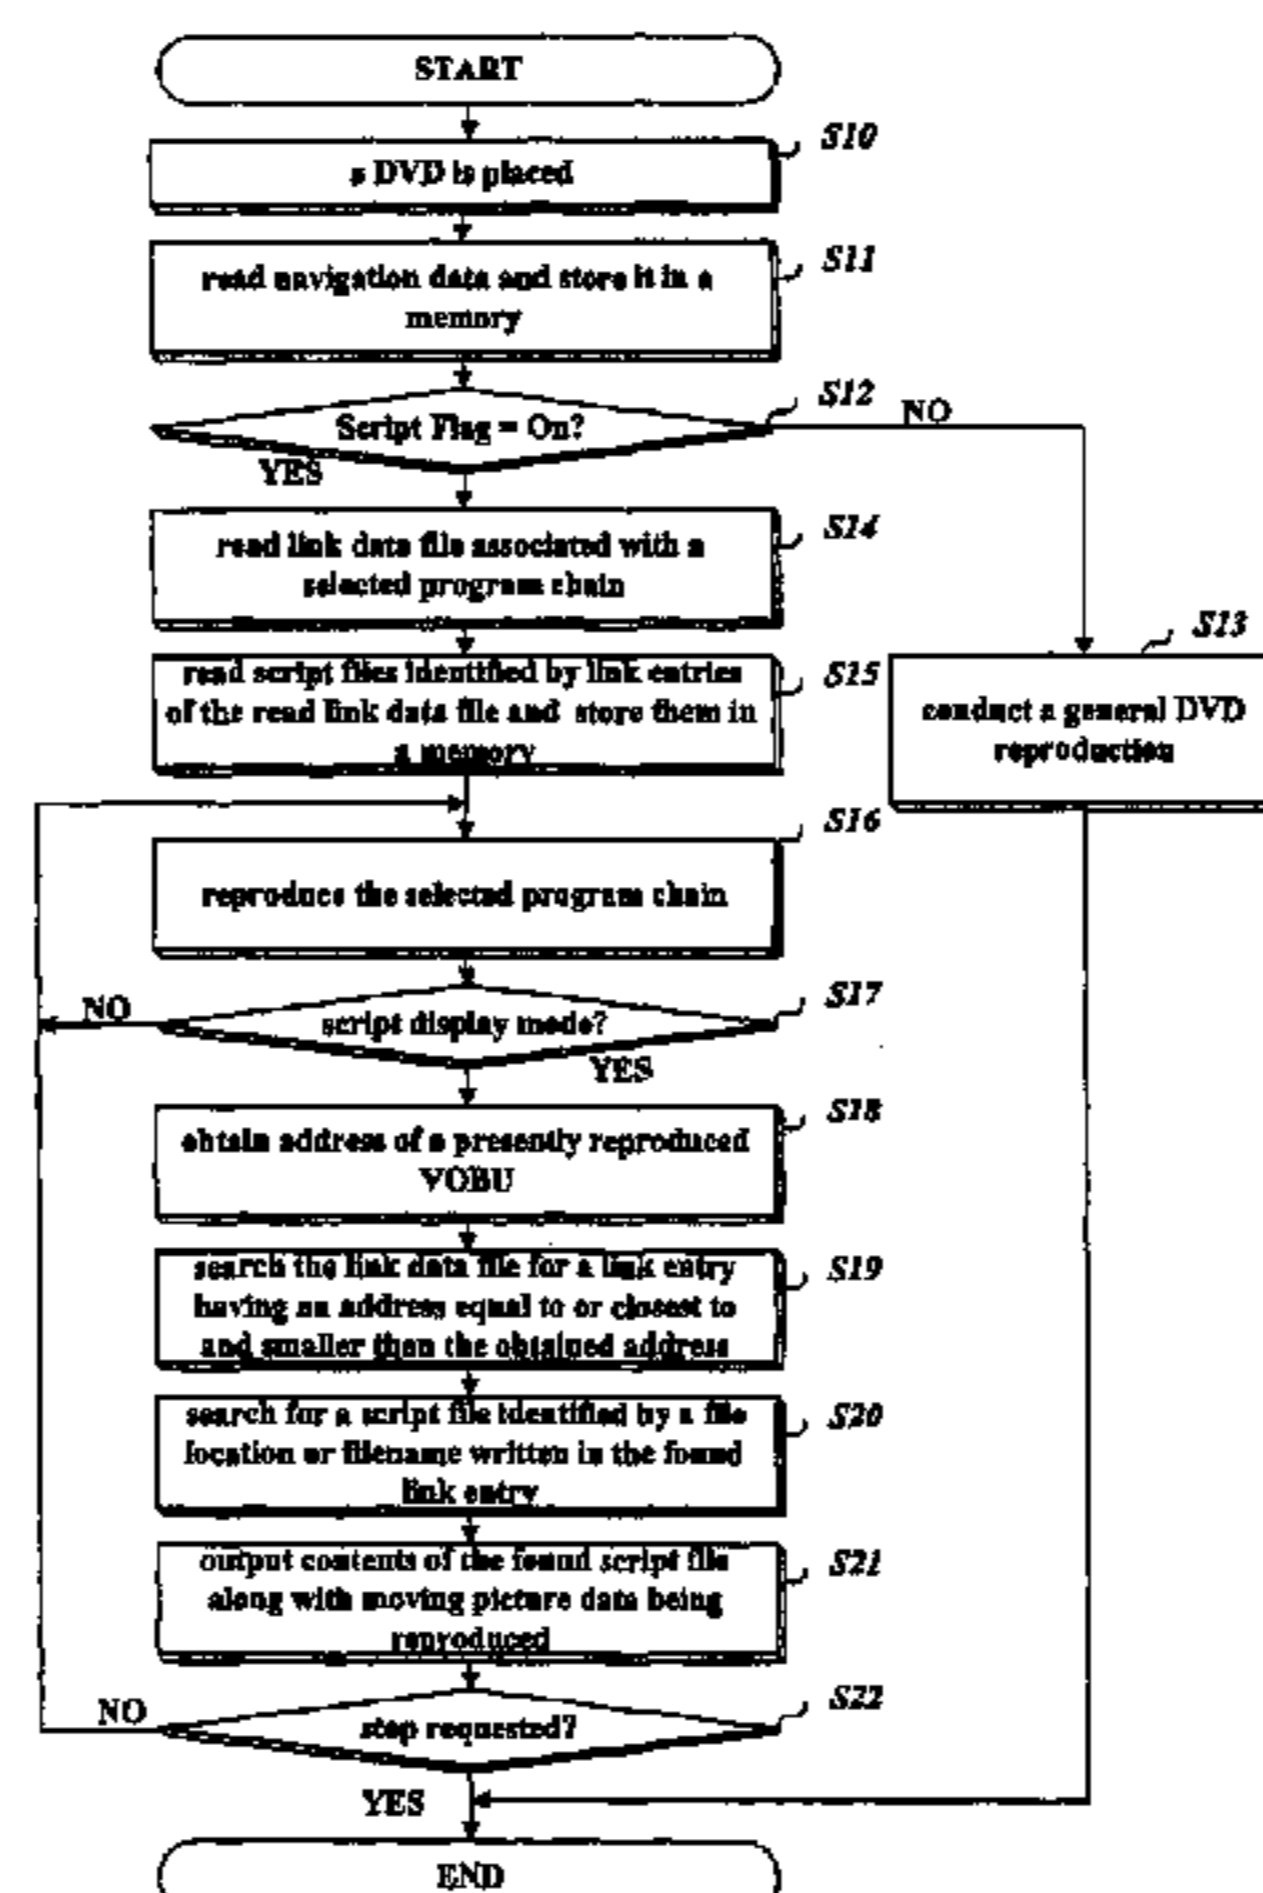 START
S10
a DVD is placed
S11
read navigation data and store it in a
memory
S12
Script Flag = On?
NO
YES
S14
read link data file associated with a
selected program chain
S13
conduct a general DVD
reproduction
S15
read script files identified by link entries
of the read link data file and store them in
a memory
S16
reproduce the selected program chain
S17
NO
script display mode?
YES
S18
obtain address of a presently reproduced
VOBU
S19
search the link data file for a link entry
having an address equal to or closest to
and smaller than the obtained address
S20
search for a script file identified by a file
location or filename written in the found
link entry
S21
output contents of the found script file
along with moving picture data being
reproduced
S22
NO
stop requested?
YES
END